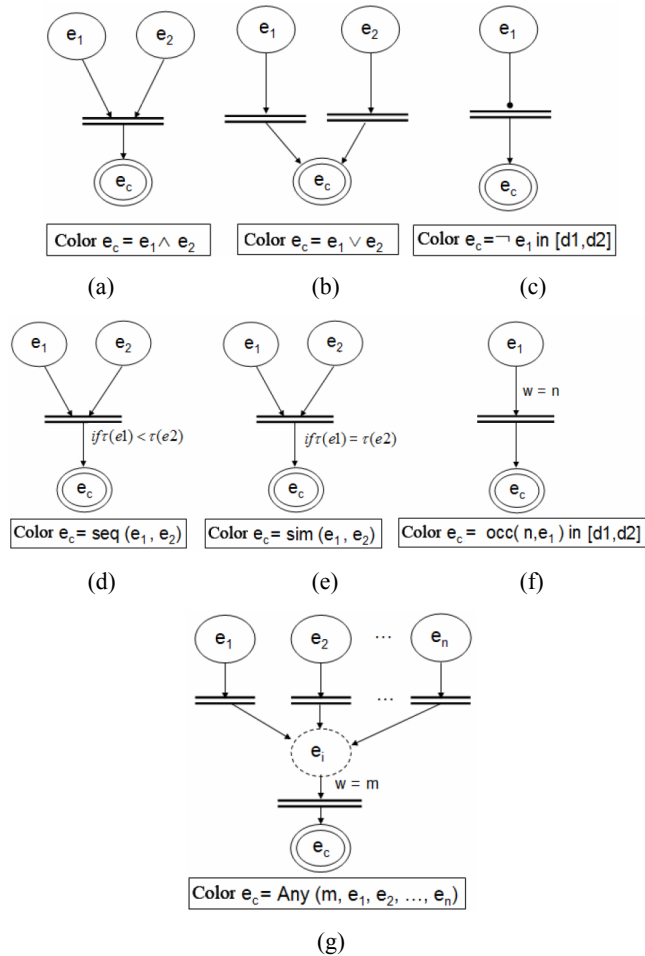 e1 e2 e1 e2 e1
ec ec ec
Color ec = e1 ∧ e2 Color ec = e1 ∨ e2 Color ec = ¬ e1 in [d1,d2]
(a) (b) (c)
e1 e2 e1 e2 e1
w = n
ifτ(e1) < τ(e2) ifτ(e1) = τ(e2)
ec ec ec
Color ec = seq (e1 , e2) Color ec = sim (e1 , e2) Color ec = occ( n,e1 ) in [d1,d2]
(d) (e) (f)
e1 e2 ... en
...
ei
w = m
ec
Color ec = Any (m, e1, e2, ..., en)
(g)